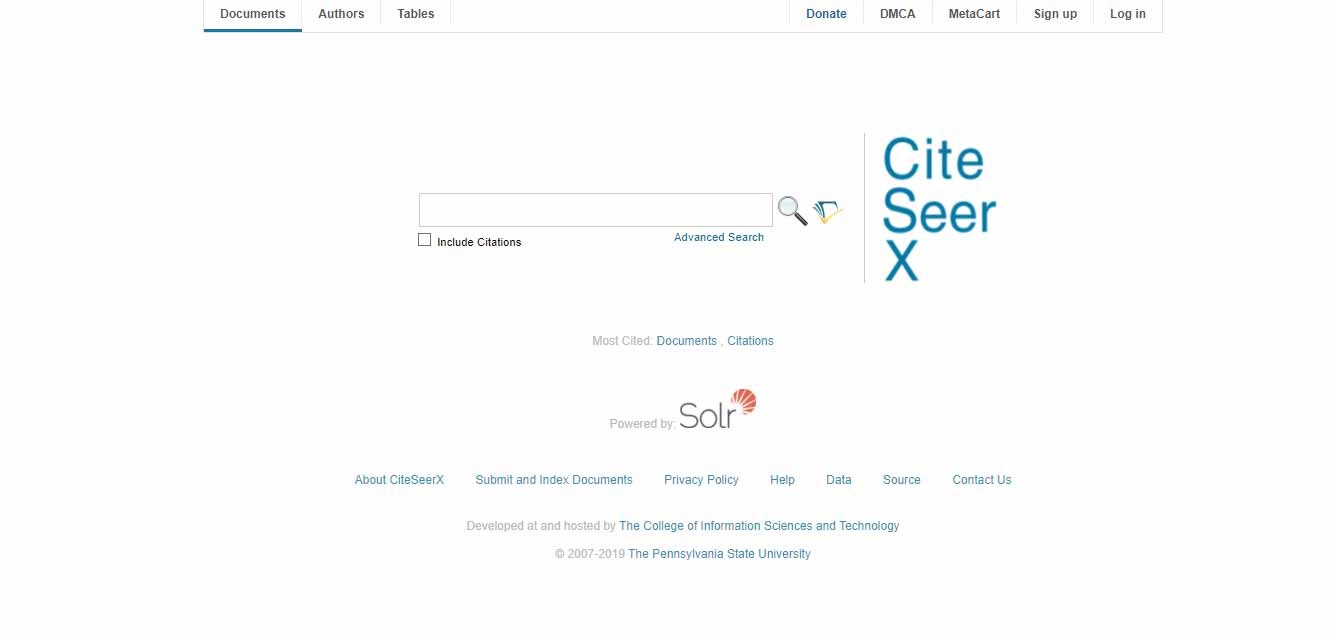 Documents Authors Tables Donate DMCA MetaCart Sign up Log in
Cite
Seer
X
Include Citations Advanced Search
Most Cited: Documents , Citations
Powered by: Solr
About CiteSeerX Submit and Index Documents Privacy Policy Help Data Source Contact Us
Developed at and hosted by The College of Information Sciences and Technology
© 2007-2019 The Pennsylvania State University